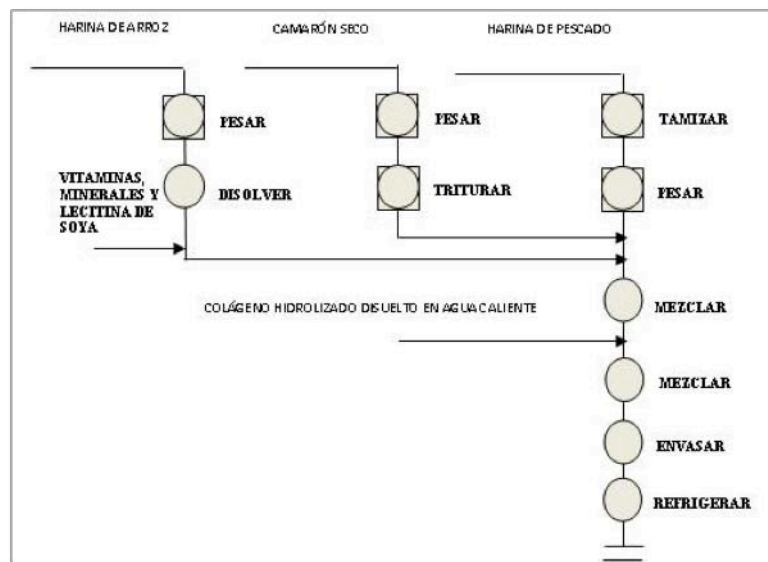 HARINA DE ARROZ
CAMARÓN SECO
HARINA DE PESCADO
PESAR
PESAR
TAMIZAR
VITAMINAS,
MINERALES Y
LECITINA DE
SOYA
DISOLVER
TRITURAR
PESAR
COLÁGENO HIDROLIZADO DISUELTO EN AGUA CALIENTE
MEZCLAR
MEZCLAR
ENVASAR
REFRIGERAR